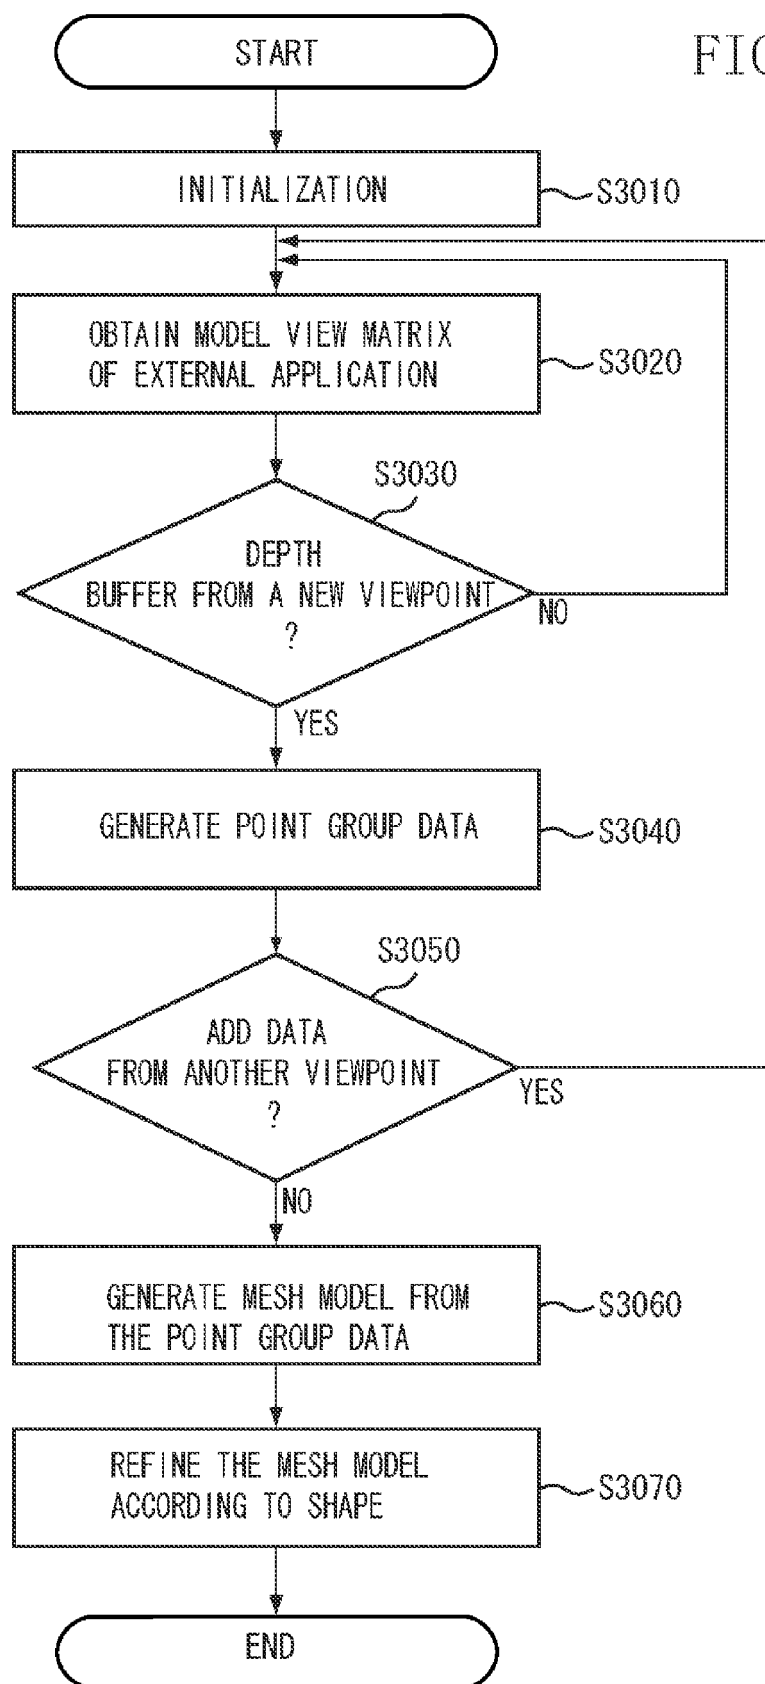 START
FIG
INITIALIZATION
S3010
OBTAIN MODEL VIEW MATRIX
OF EXTERNAL APPLICATION
S3020
S3030
DEPTH
BUFFER FROM A NEW VIEWPOINT
?
NO
YES
GENERATE POINT GROUP DATA
S3040
S3050
ADD DATA
FROM ANOTHER VIEWPOINT
?
YES
NO
GENERATE MESH MODEL FROM
THE POINT GROUP DATA
S3060
REFINE THE MESH MODEL
ACCORDING TO SHAPE
S3070
END